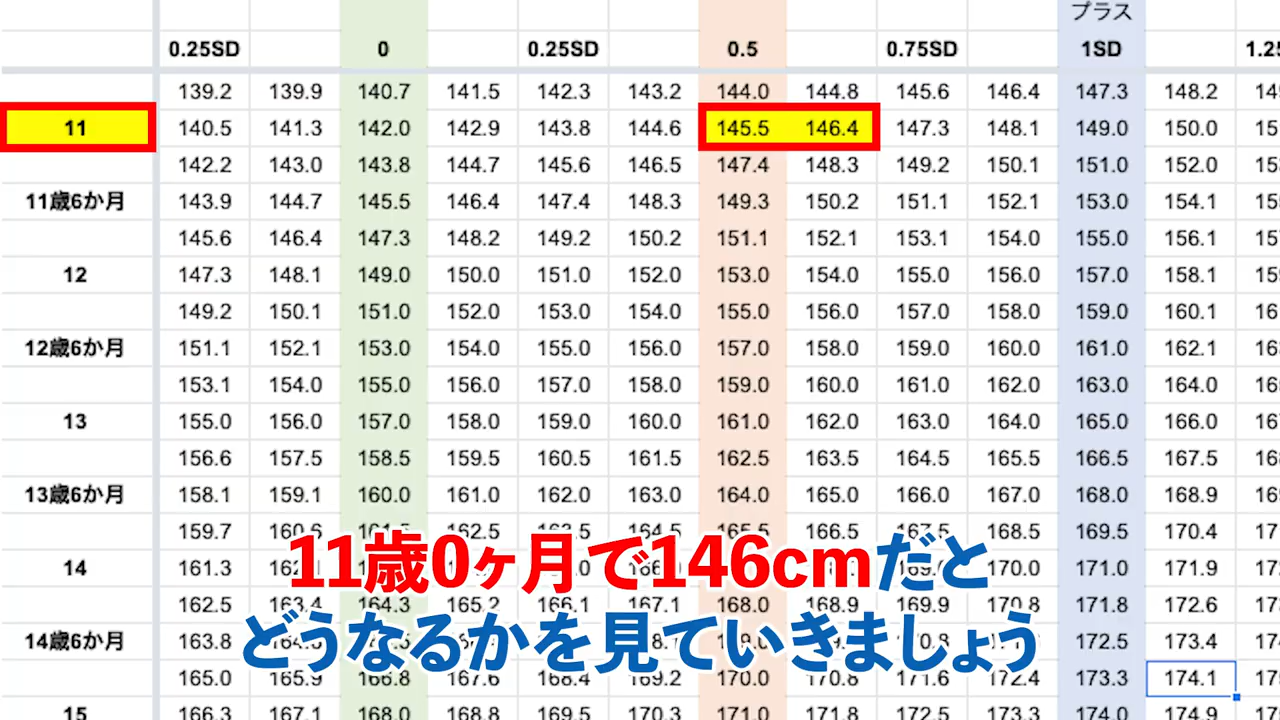 プラス
0.25SD 0 0.25SD 0.5 0.75SD 1SD
139.2 139.9 140.7 141.5 142.3 143.2 144.0 144.8 145.6 146.4 147.3 148.2
11 140.5 141.3 142.0 142.9 143.8 144.6 145.5 146.4 147.3 148.1 149.0 150.0
142.2 143.0 143.8 144.7 145.6 146.5 147.4 148.3 149.2 150.1 151.0 152.0
11歳6か月 143.9 144.7 145.5 146.4 147.4 148.3 149.3 150.2 151.1 152.1 153.0 154.1
145.6 146.4 147.3 148.2 149.2 150.2 151.1 152.1 153.1 154.0 155.0 156.1
12 147.3 148.1 149.0 150.0 151.0 152.0 153.0 154.0 155.0 156.0 157.0 158.1
149.2 150.1 151.0 152.0 153.0 154.0 155.0 156.0 157.0 158.0 159.0 160.1
12歳6か月 151.1 152.1 153.0 154.0 155.0 156.0 157.0 158.0 159.0 160.0 161.0 162.1
153.1 154.0 155.0 156.0 157.0 158.0 159.0 160.0 161.0 162.0 163.0 164.0
13 155.0 156.0 157.0 158.0 159.0 160.0 161.0 162.0 163.0 164.0 165.0 166.0
156.6 157.5 158.5 159.5 160.5 161.5 162.5 163.5 164.5 165.5 166.5 167.5
13歳6か月 158.1 159.1 160.0 161.0 162.0 163.0 164.0 165.0 166.0 167.0 168.0 168.9
159.7 162.5 166.5 168.5 169.5 170.4
14 161.3 170.0 171.0 171.9
162.5 163.4 164.3 165.2 166.1 167.1 168.0 168.9 169.9 170.8 171.8 172.6
14歳6か月 163.8 172.5 173.4
165.0 165.9 166.8 167.6 168.4 169.2 170.0 170.8 171.6 172.4 173.3 174.1
15 166.3 167.1 168.0 168.8 169.5 170.3 171.0 171.8 172.5 173.3 174.0 174.9
11歳0ヶ月で146cmだと
どうなるかを見ていきましょう